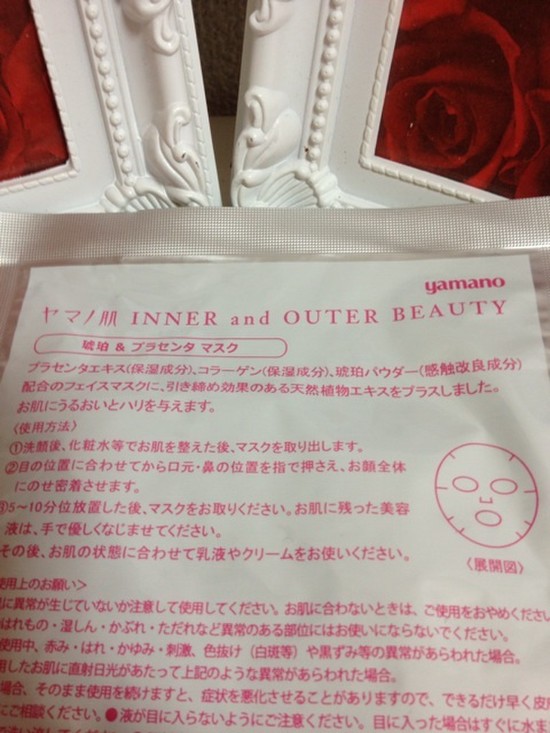 yamano
ヤマノ肌 INNER and OUTER BEAUTY
琥珀 & プラセンタ マスク
プラセンタエキス(保湿成分)、コラーゲン(保湿成分)、琥珀パウダー(感触改良成分)
配合のフェイスマスクに、引き締め効果のある天然植物エキスをプラスしました。
お肌にうるおいとハリを与えます。
〈使用方法〉
①洗顔後、化粧水等でお肌を整えた後、マスクを取り出します。
②目の位置に合わせてから口元・鼻の位置を指で押さえ、お顔全体
にのせ密着させます。
③5〜10分位放置した後、マスクをお取りください。お肌に残った美容
液は、手で優しくなじませてください。
その後、お肌の状態に合わせて乳液やクリームをお使いください。
〈展開図〉
使用上のお願い>
に異常が生じていないか注意して使用してください。お肌に合わないときは、ご使用をおやめくださ
はれもの・湿しん・かぶれ・ただれなど異常のある部位にはお使いにならないでください。
使用中、赤み・はれ・かゆみ・刺激、色抜け(白斑等)や黒ずみ等の異常があらわれた場合。
用したお肌に直射日光があたって上記のような異常があらわれた場合。
場合、そのまま使用を続けますと、症状を悪化させることがありますので、できるだけ早く皮
にご相談ください。●液が目に入らないようにご注意ください。目に入った場合はすぐに水ま